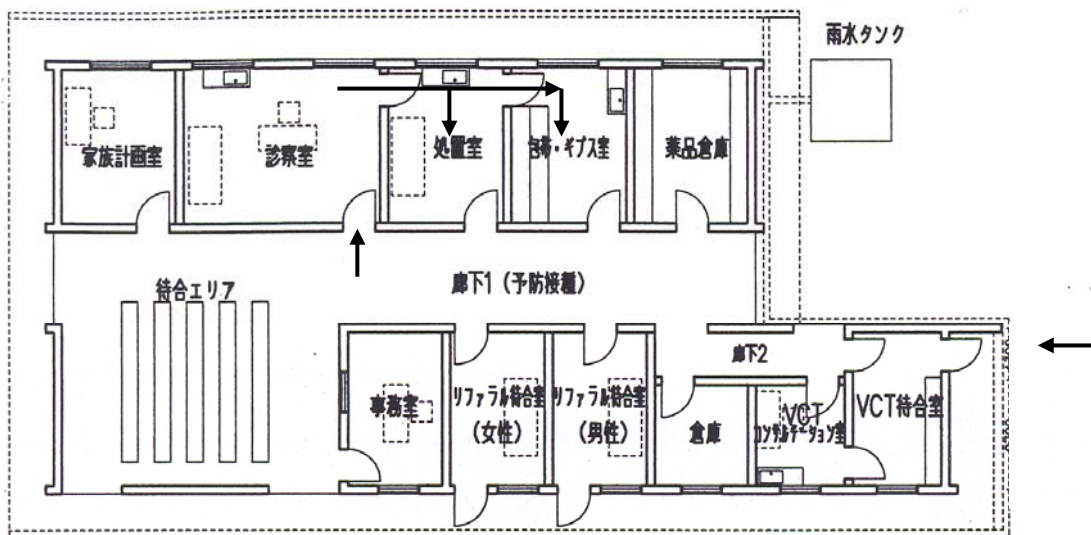 雨水タンク
家族計画室
診察室
処置室
包帯・ギブス室
薬品倉庫
待合エリア
廊下1（予防接種）
廊下2
事務室
リファラル待合室
（女性）
リファラル待合室
（男性）
倉庫
VCT
コンサルテーション室
VCT待合室